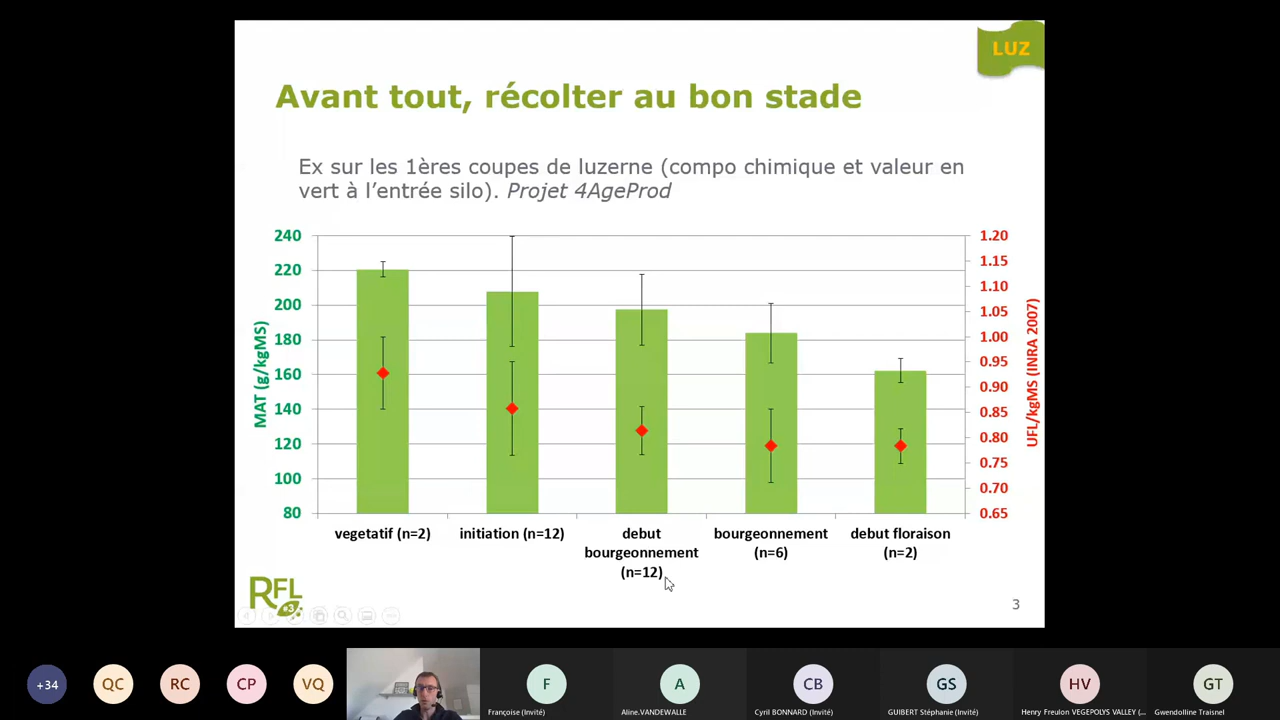 LUZ
Avant tout, récolter au bon stade
Ex sur les 1ères coupes de luzerne (compo chimique et valeur en
vert à l’entrée silo). Projet 4AgeProd
MAT (g/kgMS)
240
220
200
180
160
140
120
100
80
1.20
1.15
1.10
1.05
1.00
0.95
0.90
0.85
0.80
0.75
0.70
0.65
UFL/kgMS (INRA 2007)
vegetatif (n=2)
initiation (n=12)
debut
bourgeonnement
(n=12)
bourgeonnement
(n=6)
debut floraison
(n=2)
RFL
#3
3
+34
QC
RC
CP
VQ
F
Françoise (Invité)
A
Aline.VANDEWALLE
CB
Cyril BONNARD (Invité)
GS
GUIBERT Stéphanie (Invité)
HV
Henry Freulon VEGEPOLYS VALLEY (...
GT
Gwendolline Traisnel